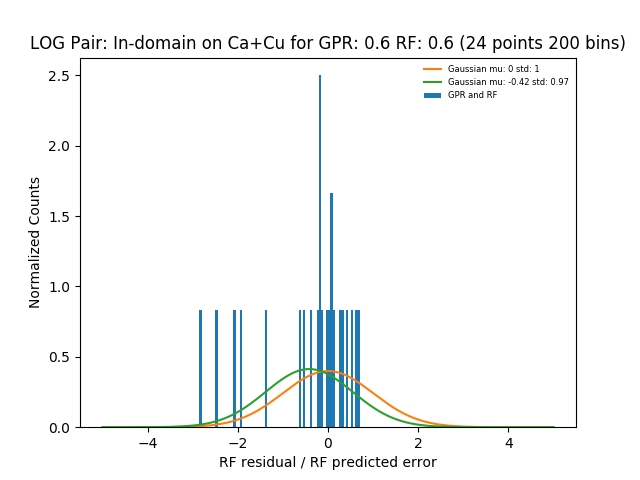 LOG Pair: In-domain on Ca+Cu for GPR: 0.6 RF: 0.6 (24 points 200 bins)
Gaussian mu: 0 std: 1
Gaussian mu: -0.42 std: 0.97
GPR and RF
Normalized Counts
2.5
2.0
1.5
1.0
0.5
0.0
−4 −2 0 2 4
RF residual / RF predicted error